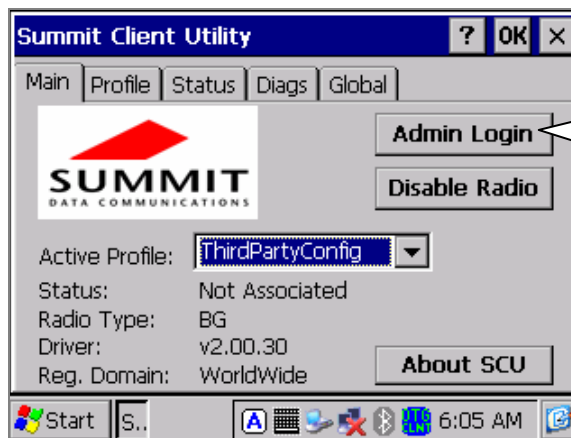 Summit Client Utility ? OK ×
Main Profile Status Diags Global
SUMMIT
DATA COMMUNICATIONS
Admin Login
Disable Radio
Active Profile: ThirdPartyConfig
Status: Not Associated
Radio Type: BG
Driver: v2.00.30
Reg. Domain: WorldWide
About SCU
Start S.. A UTG CLNT 6:05 AM